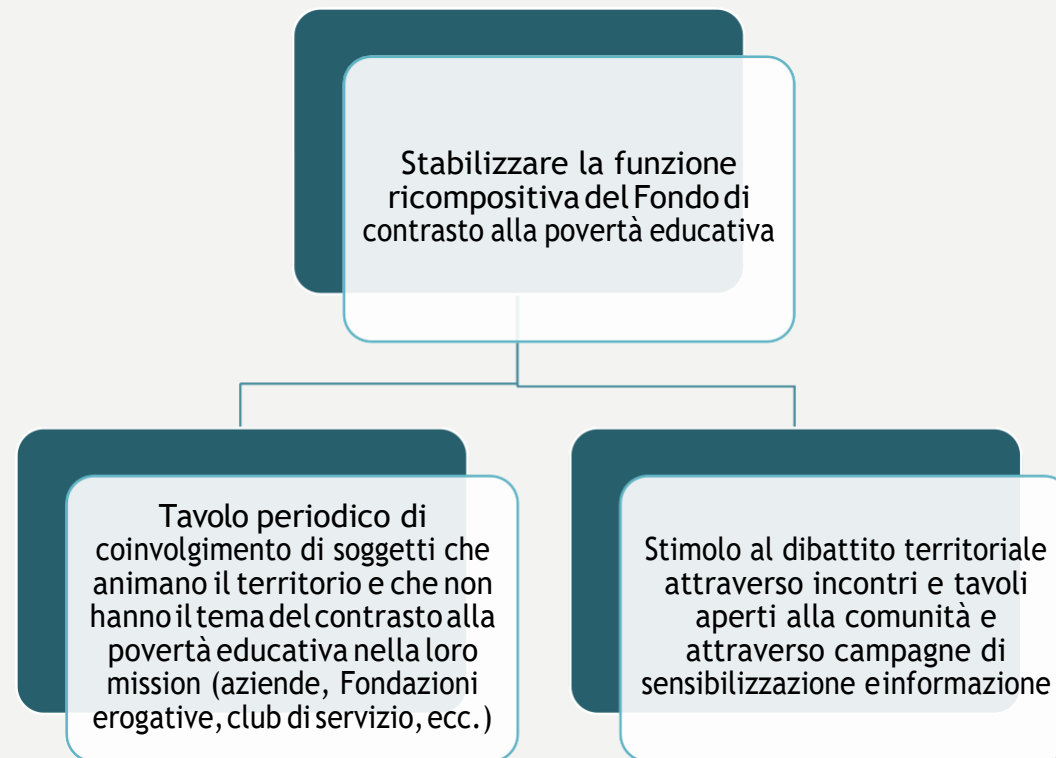 Stabilizzare la funzione
ricompositiva del Fondo di
contrasto alla povertà educativa
Tavolo periodico di
coinvolgimento di soggetti che
animano il territorio e che non
hanno il tema del contrasto alla
povertà educativa nella loro
mission (aziende, Fondazioni
erogative, club di servizio, ecc.)
Stimolo al dibattito territoriale
attraverso incontri e tavoli
aperti alla comunità e
attraverso campagne di
sensibilizzazione e informazione